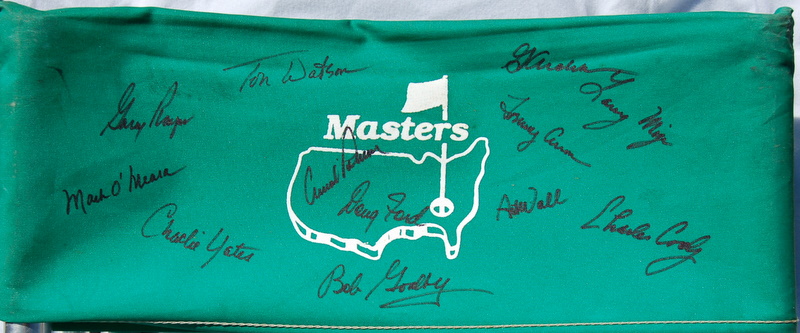 Tom Watson
Gary Player
Masters
Larry Mize
Tommy Aaron
Mark O'Meara
Arnold Palmer
Doug Ford
Art Wall
Charlie Yates
Charles Coody
Bob Goalby